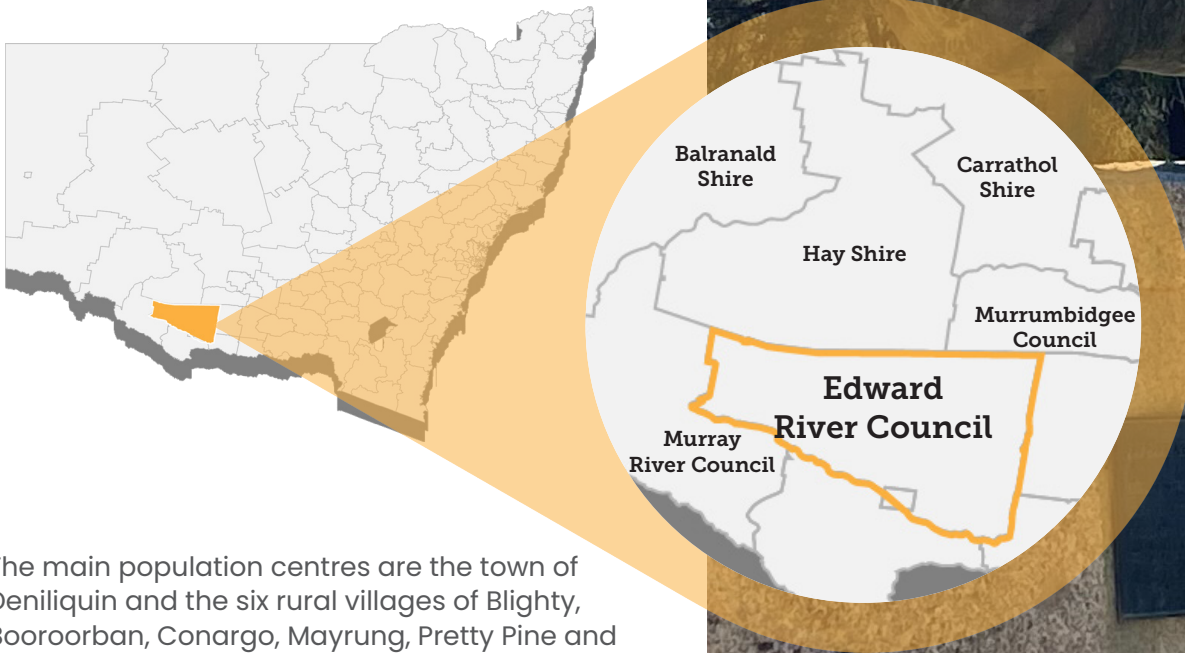 Balranald
Shire
Carrathol
Shire
Hay Shire
Murrumbidgee
Council
Edward
River Council
Murray
River Council
The main population centres are the town of
Deniliquin and the six rural villages of Blighty,
Booroorban, Conargo, Mayrung, Pretty Pine and